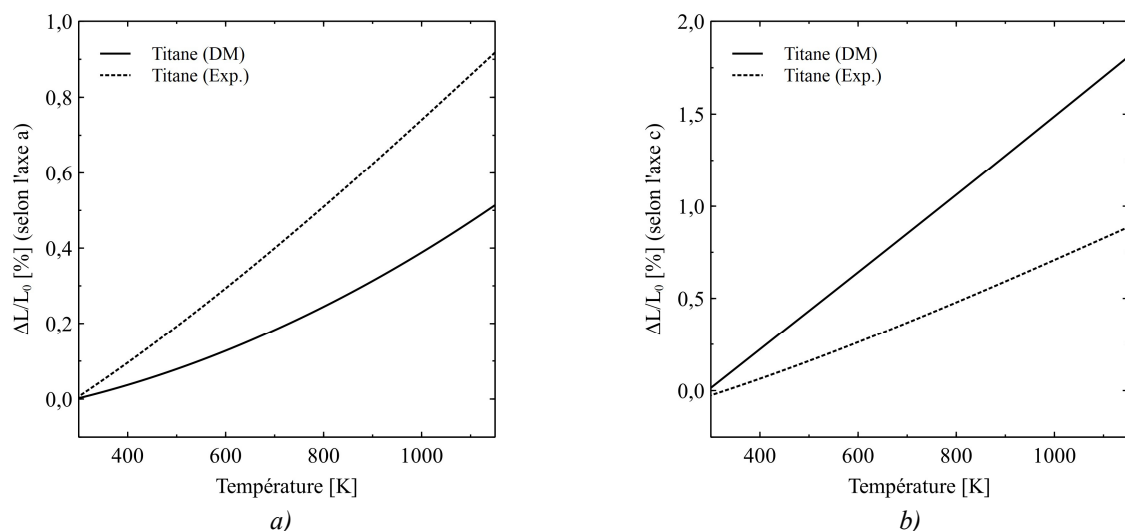 1,0
0,8
0,6
0,4
0,2
0,0
ΔL/L₀ [%] (selon l'axe a)
Titane (DM)
Titane (Exp.)
400 600 800 1000
Température [K]
a)
2,0
1,5
1,0
0,5
0,0
ΔL/L₀ [%] (selon l'axe c)
Titane (DM)
Titane (Exp.)
400 600 800 1000
Température [K]
b)